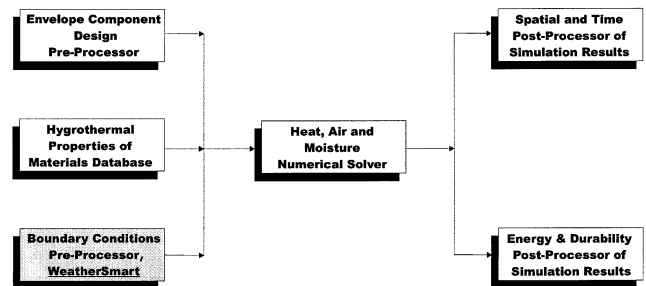 Envelope Component
Design
Pre-Processor
Hygrothermal
Properties of
Materials Database
Boundary Conditions
Pre-Processor,
WeatherSmart
Heat, Air and
Moisture
Numerical Solver
Spatial and Time
Post-Processor of
Simulation Results
Energy & Durability
Post-Processor of
Simulation Results